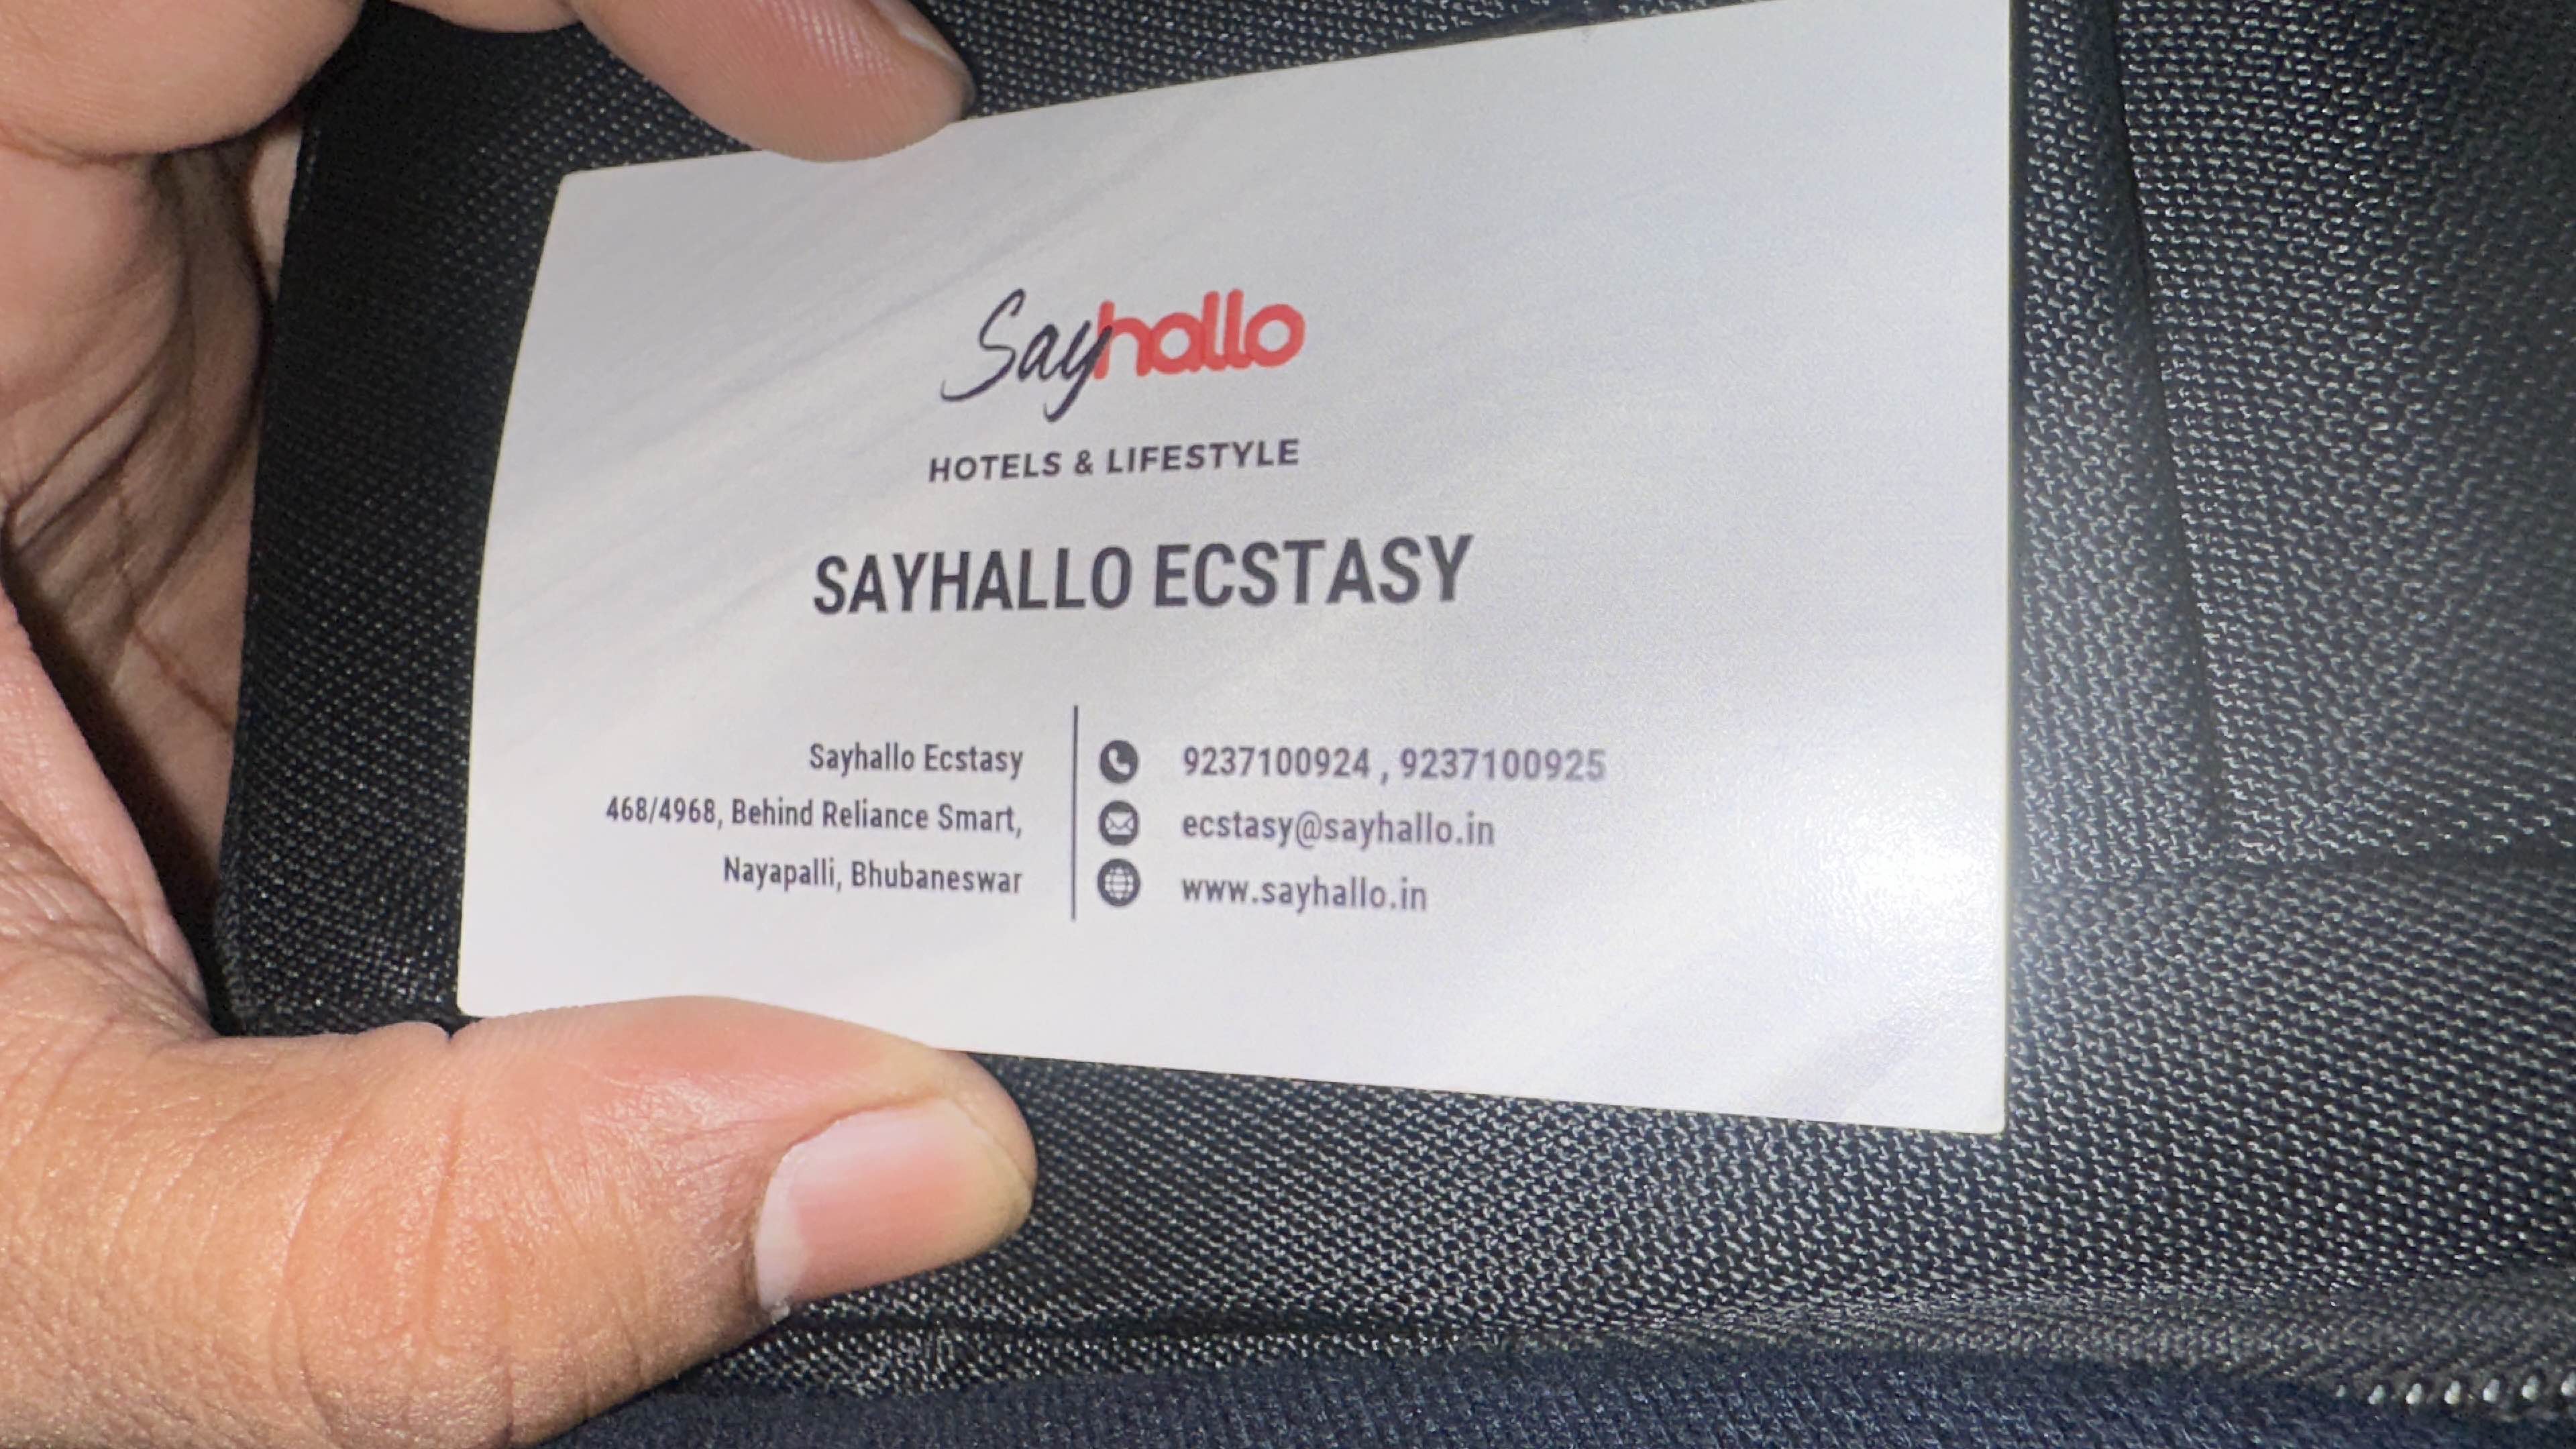 Sayhallo
HOTELS & LIFESTYLE
SAYHALLO ECSTASY
Sayhallo Ecstasy
468/4968, Behind Reliance Smart,
Nayapalli, Bhubaneswar
9237100924 , 9237100925
ecstasy@sayhallo.in
www.sayhallo.in